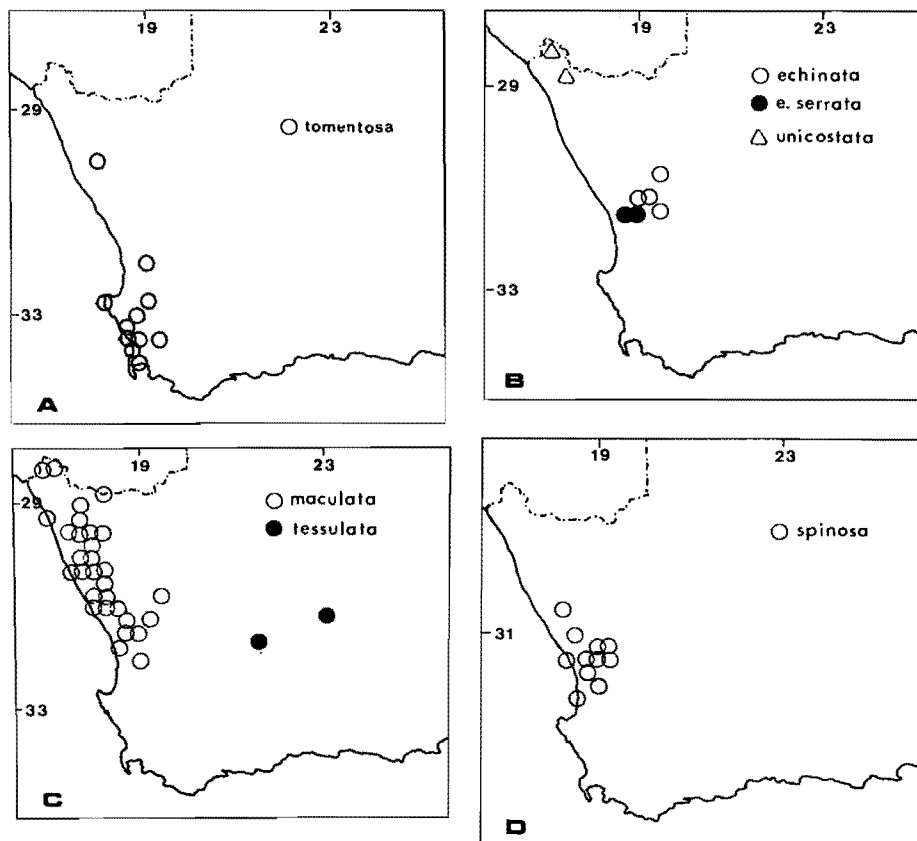 19 23
29
tomentosa
33
A
19 23
29
echinata
e. serrata
unicostata
33
B
19 23
29
maculata
tessulata
33
C
19 23
spinosa
31
D